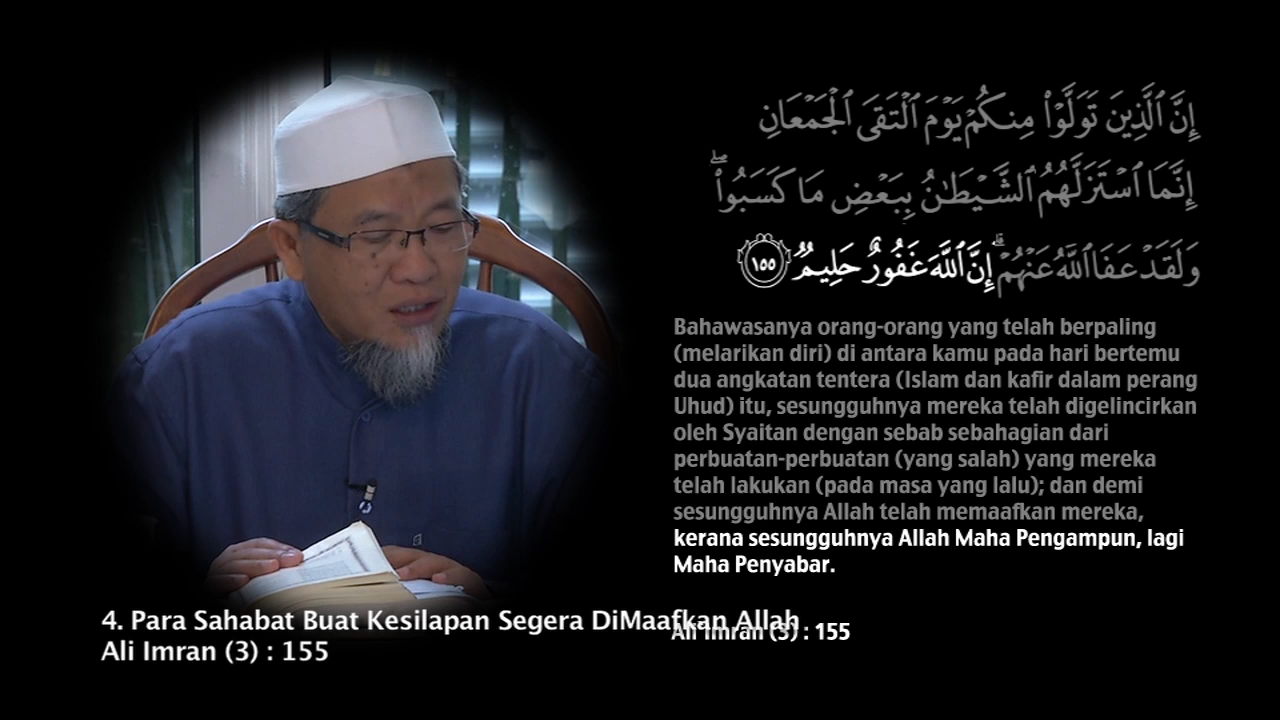 إِنَّ ٱلَّذِينَ تَوَلَّوْا۟ مِنكُمْ يَوْمَ ٱلْتَقَى ٱلْجَمْعَانِ
إِنَّمَا ٱسْتَزَلَّهُمُ ٱلشَّيْطَـٰنُ بِبَعْضِ مَا كَسَبُوا۟ ۖ
وَلَقَدْ عَفَا ٱللَّهُ عَنْهُمْ ۗ إِنَّ ٱللَّهَ غَفُورٌ حَلِيمٌ ١٥٥
Bahawasanya orang-orang yang telah berpaling
(melarikan diri) di antara kamu pada hari bertemu
dua angkatan tentera (Islam dan kafir dalam perang
Uhud) itu, sesungguhnya mereka telah digelincirkan
oleh Syaitan dengan sebab sebahagian dari
perbuatan-perbuatan (yang salah) yang mereka
telah lakukan (pada masa yang lalu); dan demi
sesungguhnya Allah telah memaafkan mereka,
kerana sesungguhnya Allah Maha Pengampun, lagi
Maha Penyabar.
Ali Imran (3) : 155
4. Para Sahabat Buat Kesilapan Segera DiMaafkan Allah
Ali Imran (3) : 155